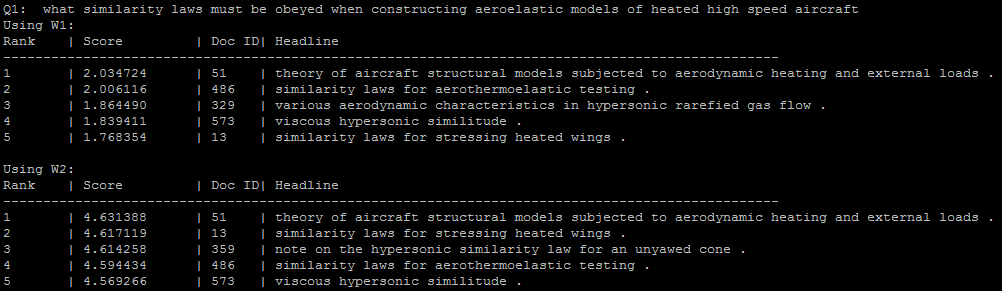 Q1:  what similarity laws must be obeyed when constructing aeroelastic models of heated high speed aircraft
Using W1:
Rank    | Score         | Doc ID| Headline
-------------------------------------------------------------------------------------------------
1       | 2.034724      | 51    | theory of aircraft structural models subjected to aerodynamic heating and external loads .
2       | 2.006116      | 486   | similarity laws for aerothermoelastic testing .
3       | 1.864490      | 329   | various aerodynamic characteristics in hypersonic rarefied gas flow .
4       | 1.839411      | 573   | viscous hypersonic similitude .
5       | 1.768354      | 13    | similarity laws for stressing heated wings .
Using W2:
Rank    | Score         | Doc ID| Headline
-------------------------------------------------------------------------------------------------
1       | 4.631388      | 51    | theory of aircraft structural models subjected to aerodynamic heating and external loads .
2       | 4.617119      | 13    | similarity laws for stressing heated wings .
3       | 4.614258      | 359   | note on the hypersonic similarity law for an unyawed cone .
4       | 4.594434      | 486   | similarity laws for aerothermoelastic testing .
5       | 4.569266      | 573   | viscous hypersonic similitude .